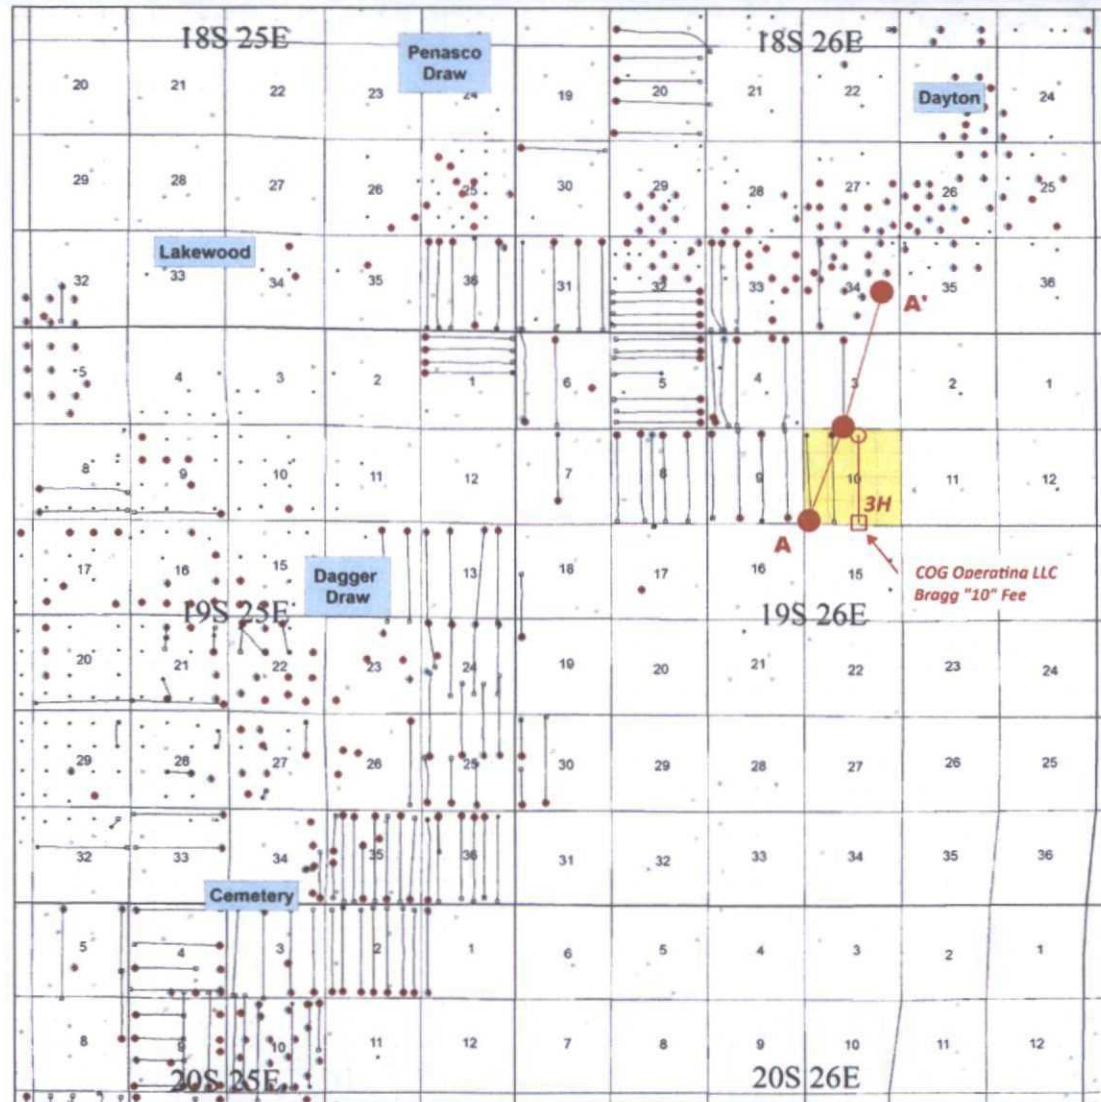 18S 25E 18S 26E
Penasco
Draw
20 21 22 23 24 19 20 21 22 Dayton 24
29 28 27 26 25 30 29 28 27 26 25
Lakewood
32 33 34 35 36 31 32 33 34 35 36
A'
5 4 3 2 1 6 5 4 3 2 1
8 9 10 11 12 7 8 9 10 11 12
3H
A
17 16 15 13 18 17 16 15
Dagger
Draw
COG Operating LLC
Bragg "10" Fee
19S 25E 19S 26E
20 21 22 23 24 19 20 21 22 23 24
29 28 27 26 25 30 29 28 27 26 25
32 33 34 35 36 31 32 33 34 35 36
Cemetery
5 4 3 2 1 6 5 4 3 2 1
8 9 10 11 12 7 8 9 10 11 12
20S 25E 20S 26E